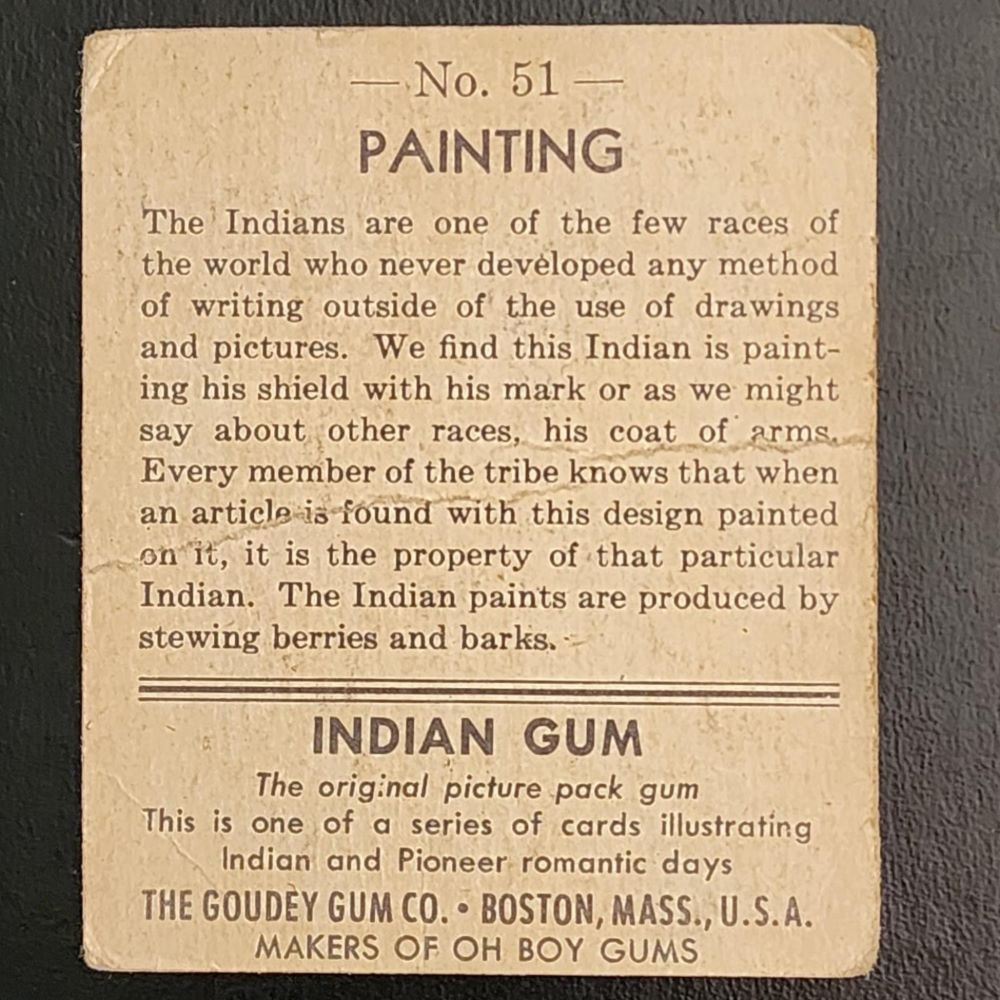 — No. 51 —
PAINTING
The Indians are one of the few races of
the world who never developed any method
of writing outside of the use of drawings
and pictures. We find this Indian is paint-
ing his shield with his mark or as we might
say about other races, his coat of arms.
Every member of the tribe knows that when
an article is found with this design painted
on it, it is the property of that particular
Indian. The Indian paints are produced by
stewing berries and barks.
INDIAN GUM
The original picture pack gum
This is one of a series of cards illustrating
Indian and Pioneer romantic days
THE GOUDEY GUM CO. • BOSTON, MASS., U.S.A.
MAKERS OF OH BOY GUMS